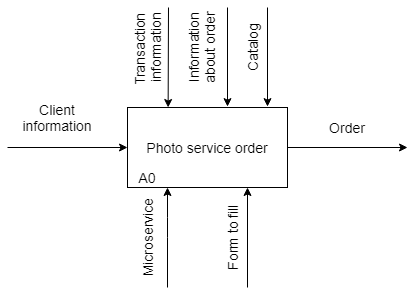 Transaction
information
Information
about order
Catalog
Client
information
Photo service order
Order
A0
Microservice
Form to fill